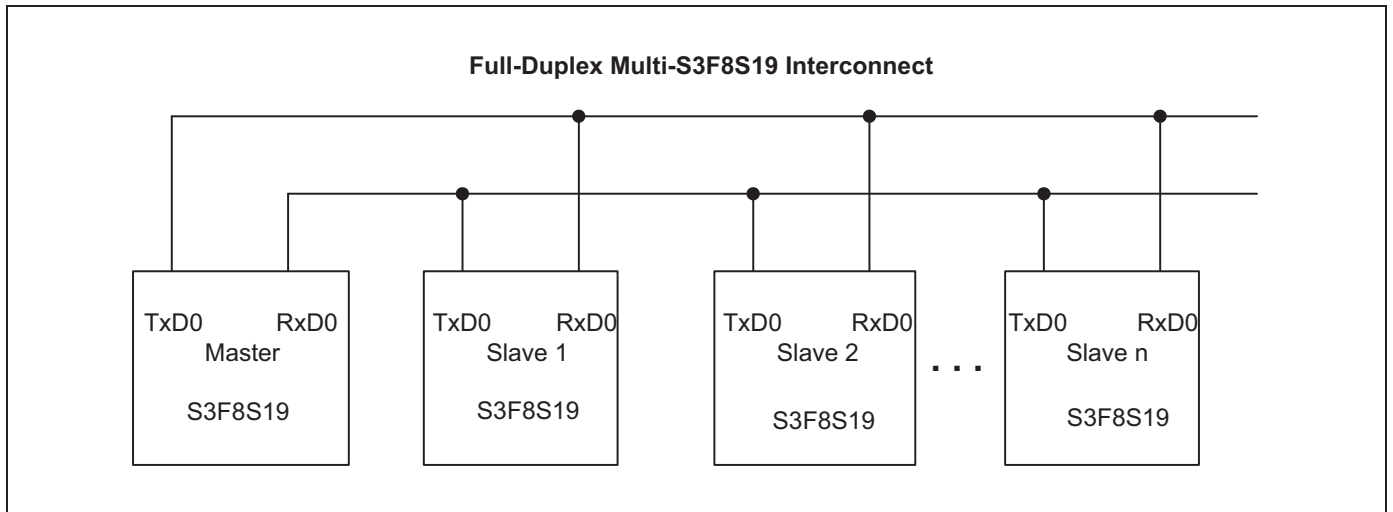 Full-Duplex Multi-S3F8S19 Interconnect
TxD0 RxD0
Master
S3F8S19
TxD0 RxD0
Slave 1
S3F8S19
TxD0 RxD0
Slave 2
S3F8S19
. . .
TxD0 RxD0
Slave n
S3F8S19